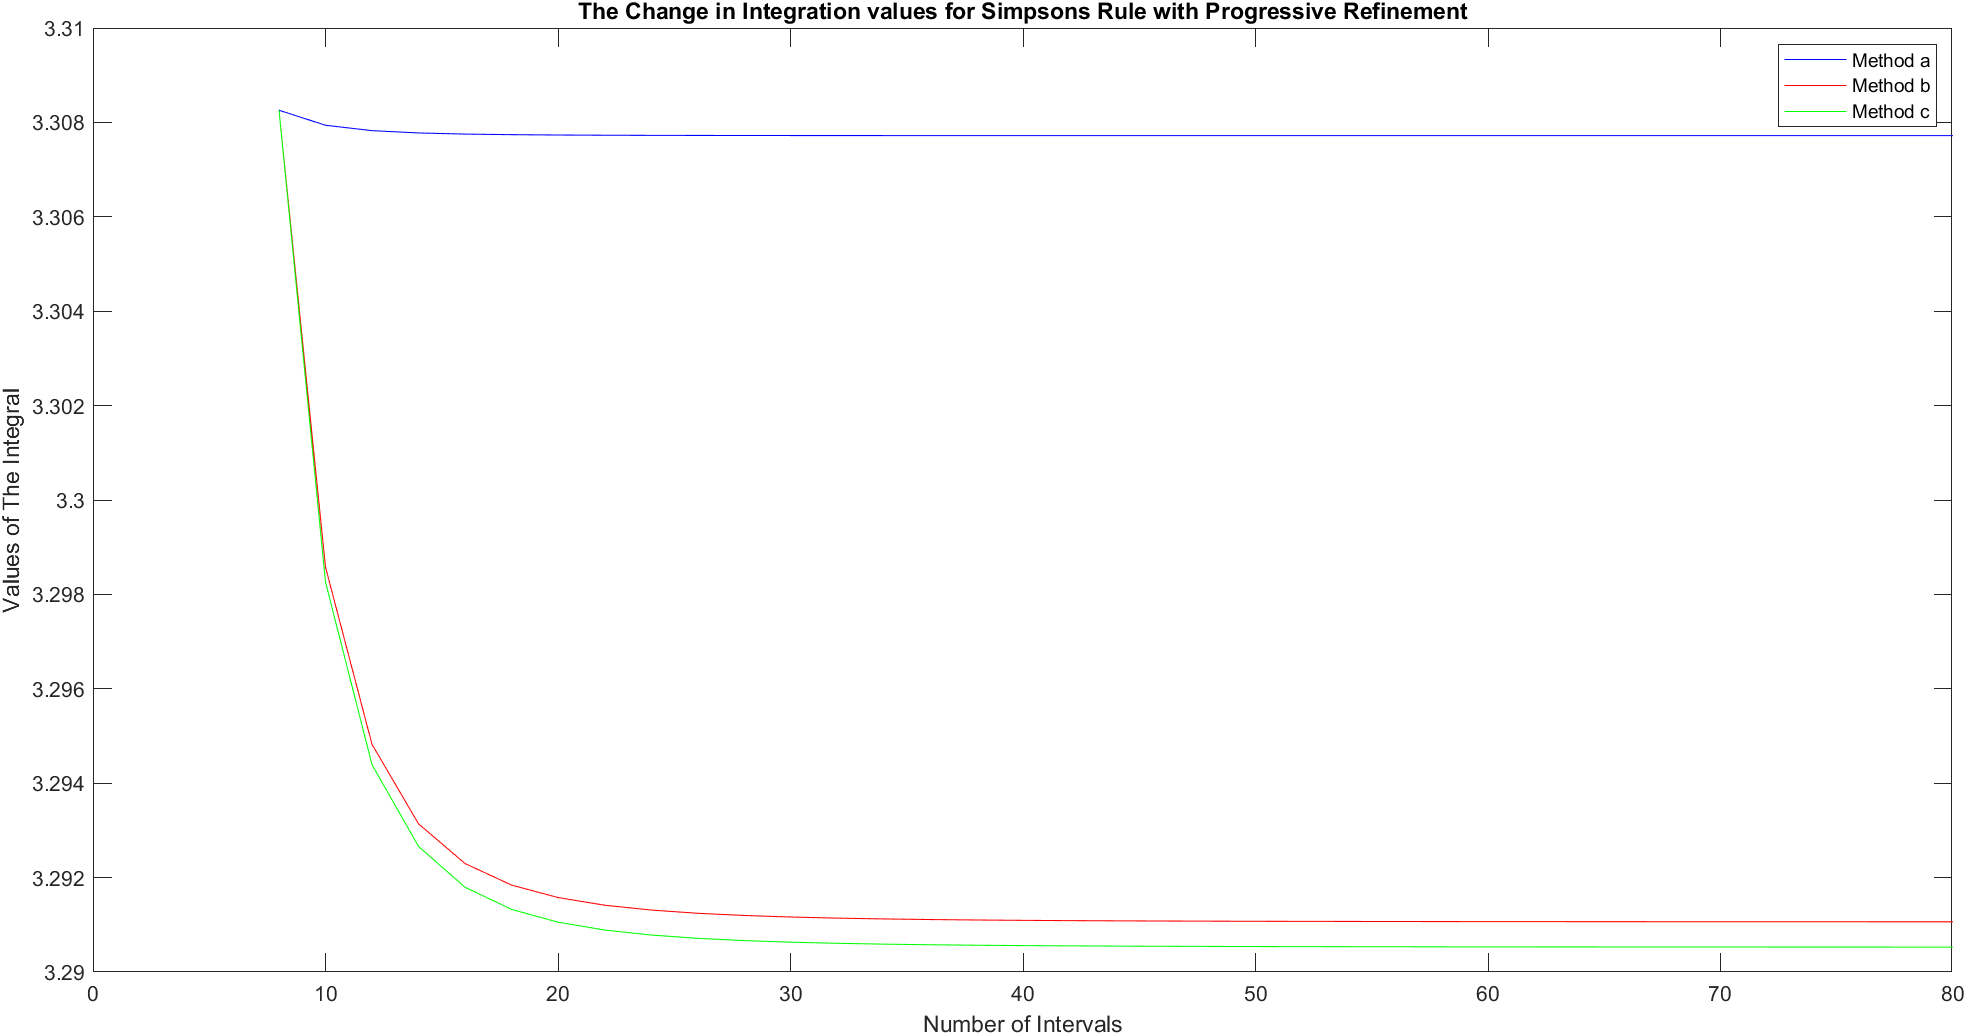 The Change in Integration values for Simpsons Rule with Progressive Refinement
3.31
3.308
3.306
3.304
3.302
3.3
3.298
3.296
3.294
3.292
3.29
Values of The Integral
Method a
Method b
Method c
0 10 20 30 40 50 60 70 80
Number of Intervals